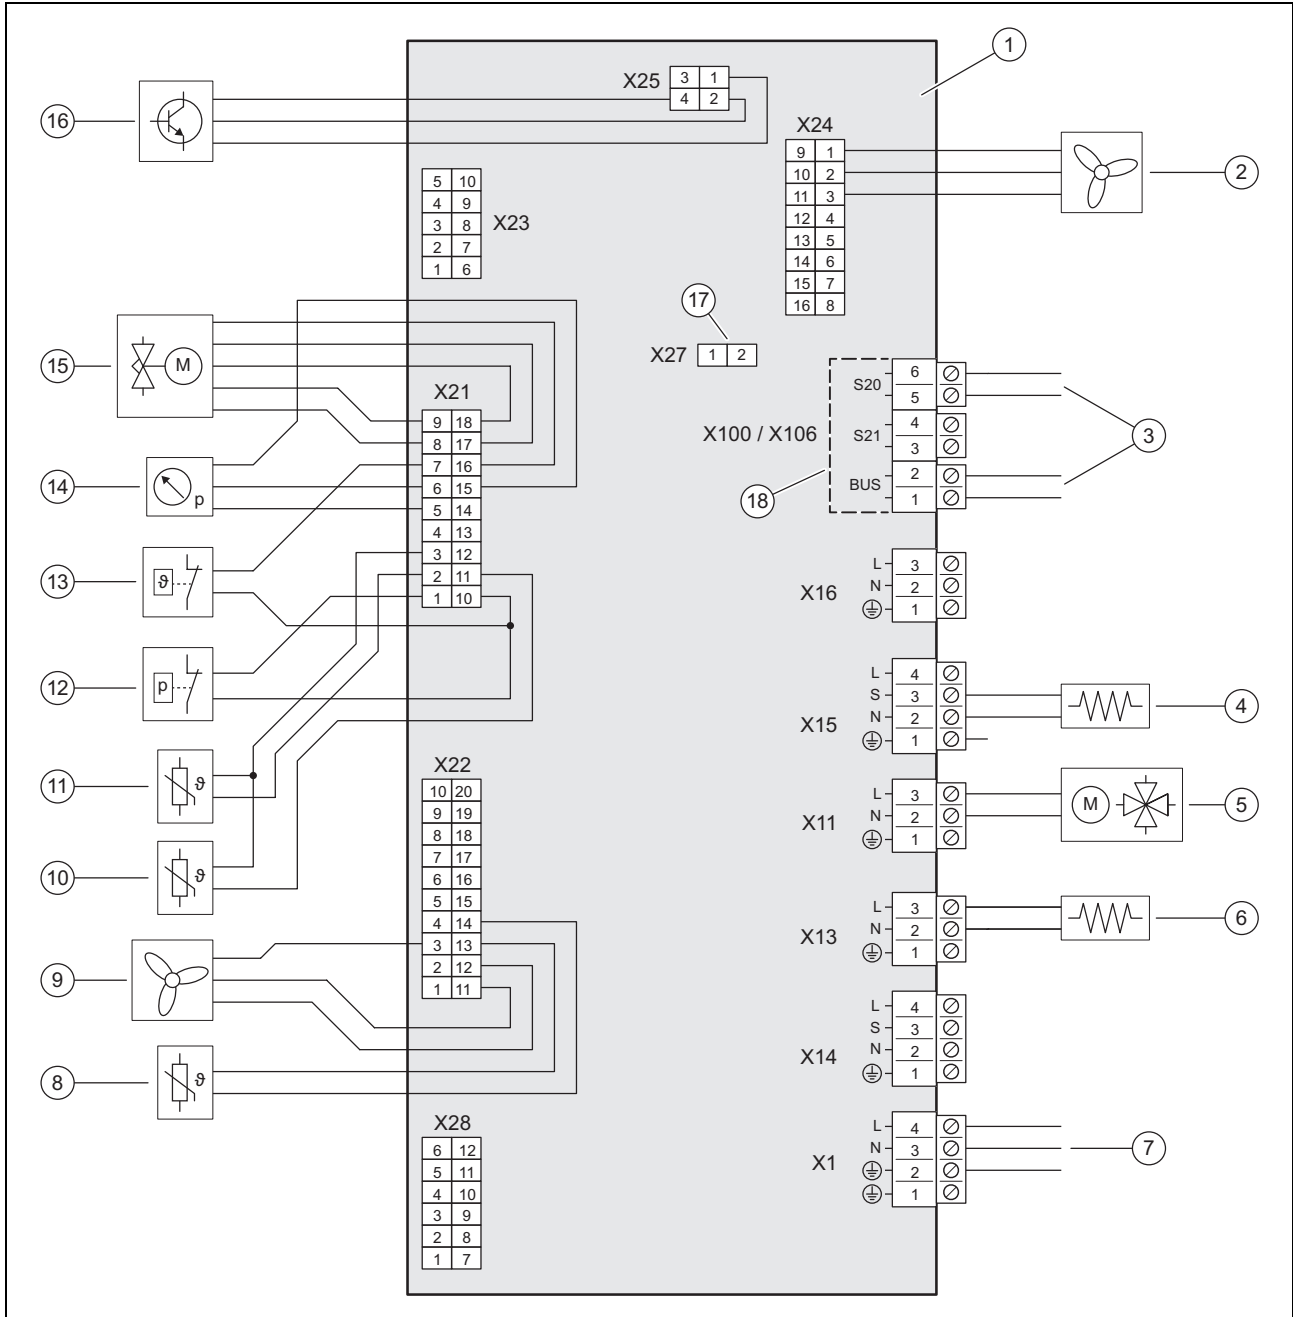 1
X25
3 1
4 2
16
X24
9 1
10 2
11 3
12 4
13 5
14 6
15 7
16 8
2
5 10
4 9
3 8
2 7
1 6
X23
17
X27
1 2
15
M
X21
9 18
8 17
7 16
6 15
5 14
4 13
3 12
2 11
1 10
X100 / X106
S20
6
5
S21
4
3
BUS
2
1
3
18
14
p
13
ϑ
X16
L 3
N 2
1
12
p
X15
L 4
S 3
N 2
1
4
11
ϑ
X22
10 20
9 19
8 18
7 17
6 16
5 15
4 14
3 13
2 12
1 11
X11
L 3
N 2
1
M
5
10
ϑ
X13
L 3
N 2
1
6
9
X14
L 4
S 3
N 2
1
8
ϑ
X28
6 12
5 11
4 10
3 9
2 8
1 7
X1
L 4
N 3
2
1
7